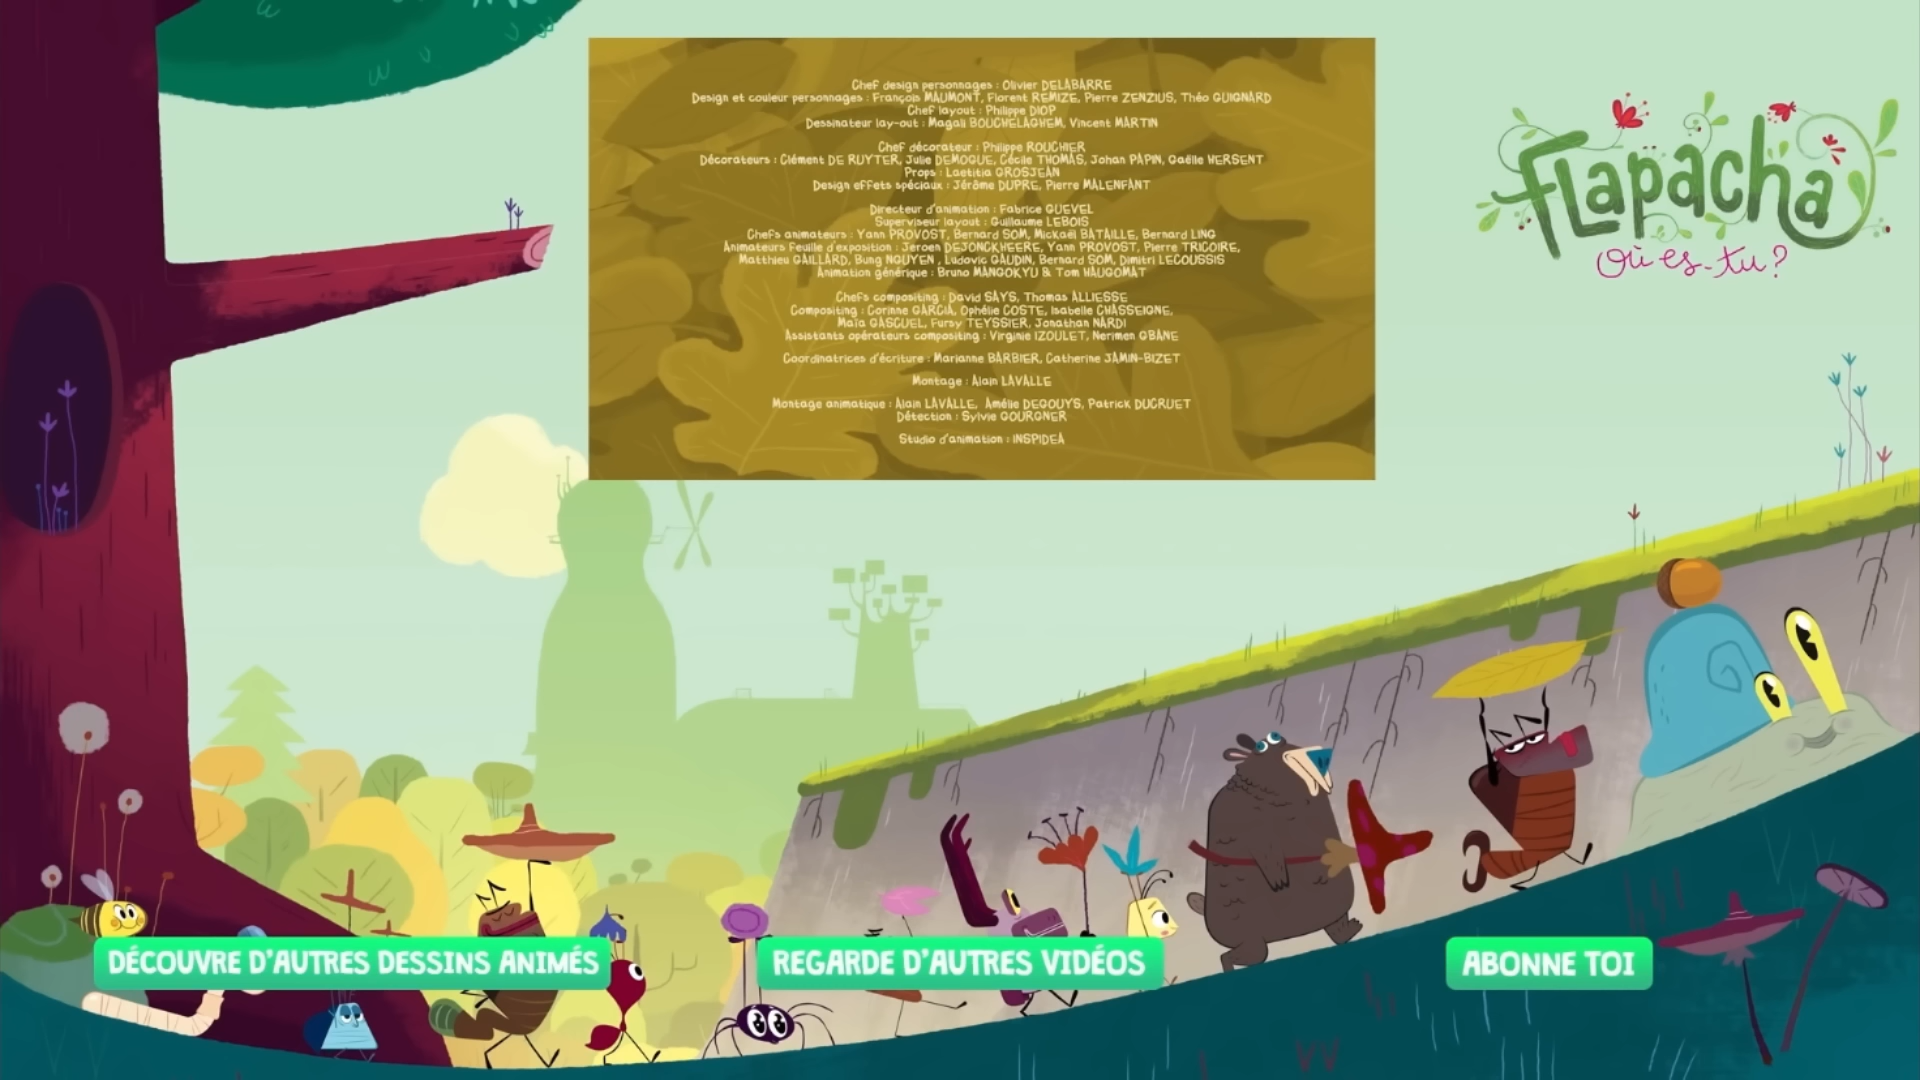 Chef design personnages : Olivier DELABARRE
Design et couleur personnages : François MAUMONT, Florent REMIZE, Pierre ZENZIUS, Théo GUIGNARD
Chef layout : Philippe DIOP
Dessinateur lay-out : Magali BOUCHELAGHEM, Vincent MARTIN
Chef décorateur : Philippe ROUCHIER
Décorateurs : Clément DE RUYTER, Julie DEMOGUE, Cécile THOMAS, Johan PAPIN, Gaëlle HERSENT
Props : Laetitia GROSJEAN
Design effets spéciaux : Jérôme DUPRE, Pierre MALENFANT
Directeur d'animation : Fabrice GUEVEL
Superviseur layout : Guillaume LEBOIS
Chefs animateurs : Yann PROVOST, Bernard SOM, Mickaël BATAILLE, Bernard LING
Animateurs feuille d'exposition : Jeroen DEJONCKHEERE, Yann PROVOST, Pierre TRICOIRE,
Matthieu GAILLARD, Bung NGUYEN , Ludovic GAUDIN, Bernard SOM, Dimitri LECOUSSIS
Animation générique : Bruno MANGOKYU & Tom HAUGOMAT
Chefs compositing : David SAYS, Thomas ALLIESSE
Compositing : Corinne GARCIA, Ophélie COSTE, Isabelle CHASSEIGNE,
Maïa GASCUEL, Fursy TEYSSIER, Jonathan NARDI
Assistants opérateurs compositing : Virginie IZOULET, Nerimen GBANE
Coordinatrices d'écriture : Marianne BARBIER, Catherine JAMIN-BIZET
Montage : Alain LAVALLE
Montage animatique : Alain LAVALLE, Amélie DEGOUYS, Patrick DUCRUET
Détection : Sylvie GOURGNER
Studio d'animation : INSPIDEA
Flapacha
Où es-tu ?
DÉCOUVRE D'AUTRES DESSINS ANIMÉS
REGARDE D'AUTRES VIDÉOS
ABONNE TOI